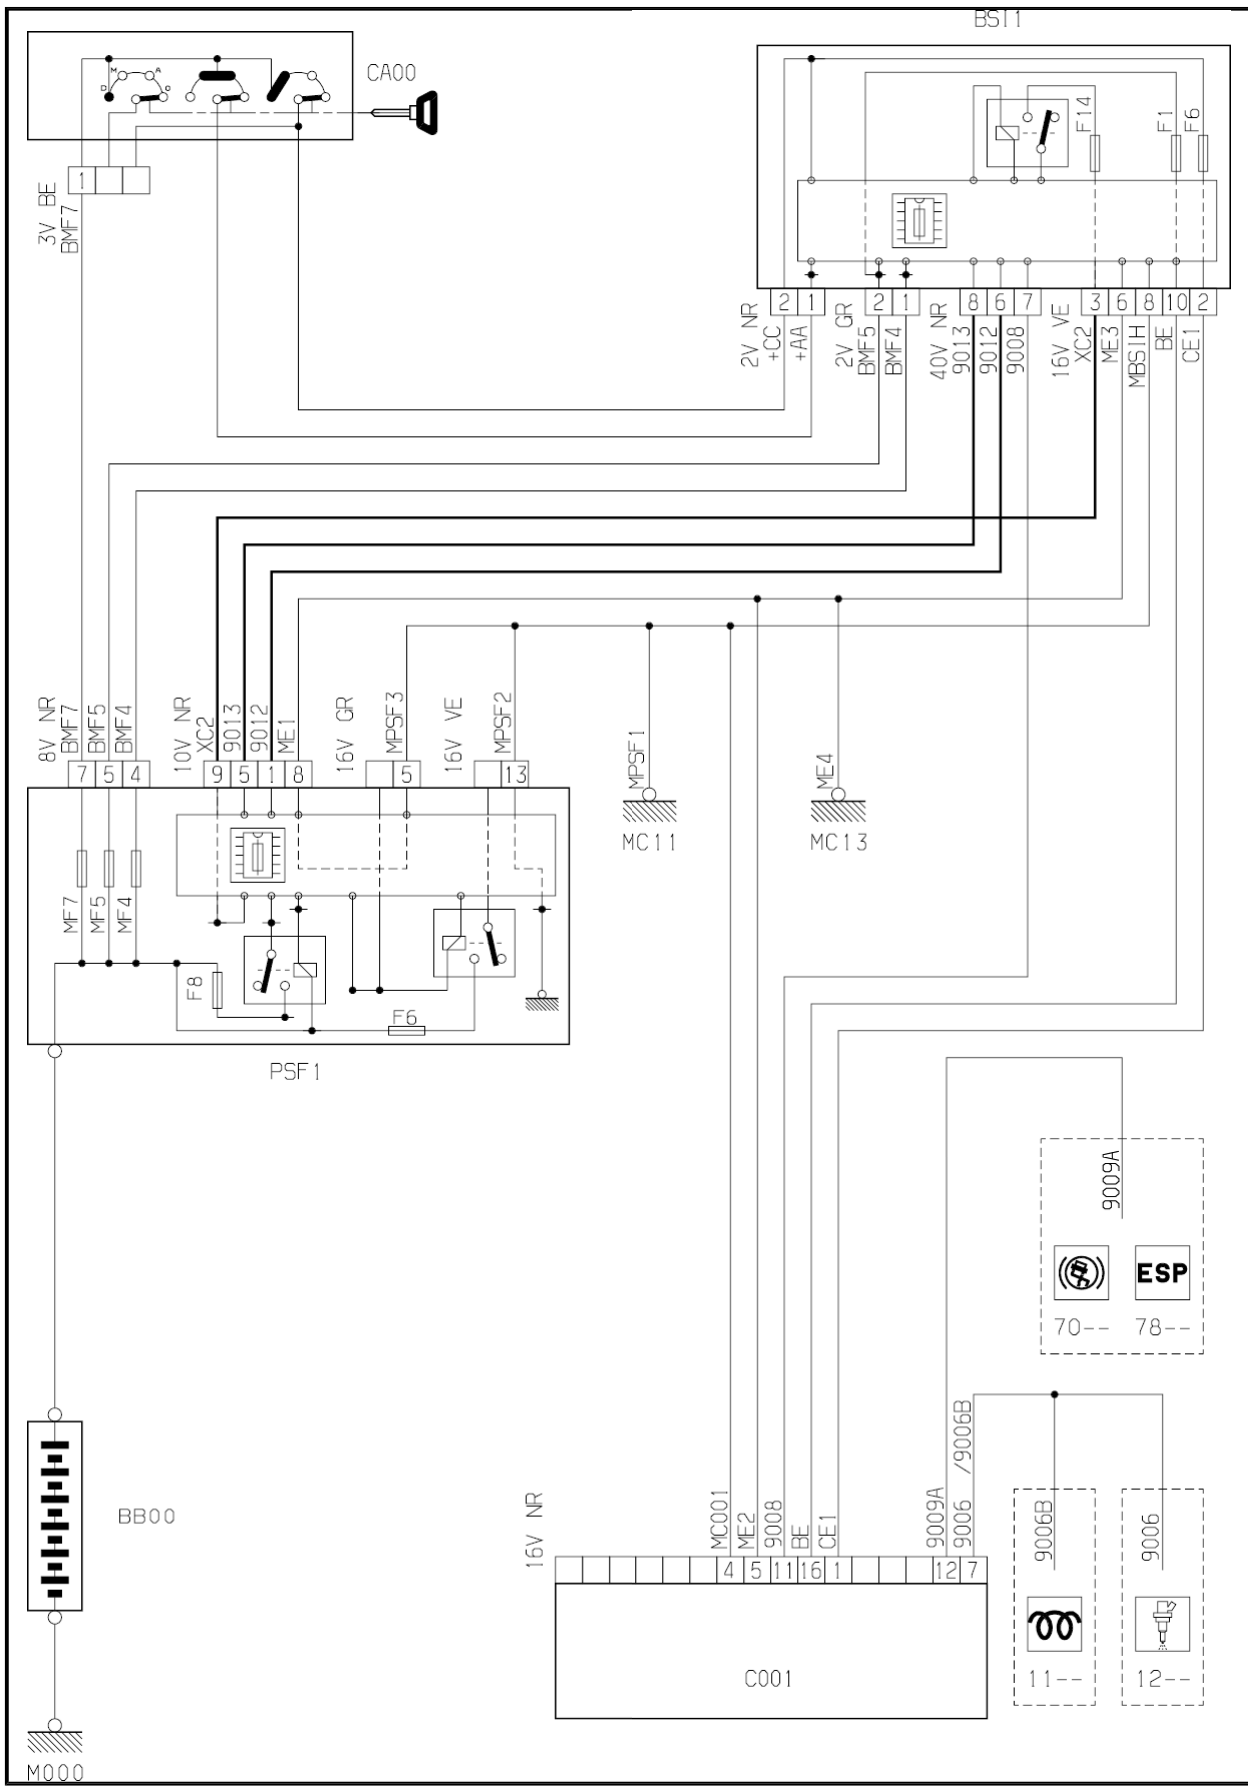 BSI1
CA00
M
A
D
C
F14
F1
F6
1
3V BE
BMF7
2
1
2
1
8
6
7
3
6
8
10
2
2V NR
+CC
+AA
2V GR
BMF5
BMF4
40V NR
9013
9012
9008
16V VE
XC2
ME3
MBSIH
BE
CE1
8V NR
BMF7
BMF5
BMF4
10V NR
XC2
9013
9012
ME1
16V GR
MPSF3
16V VE
MPSF2
7
5
4
9
5
1
8
5
13
MPSF1
MC11
ME4
MC13
MF7
MF5
MF4
F8
F6
PSF1
9009A
ESP
70--
78--
BB00
M000
16V NR
MC001
ME2
9008
BE
CE1
9009A
9006
/9006B
4
5
11
16
1
12
7
C001
9006B
9006
11--
12--